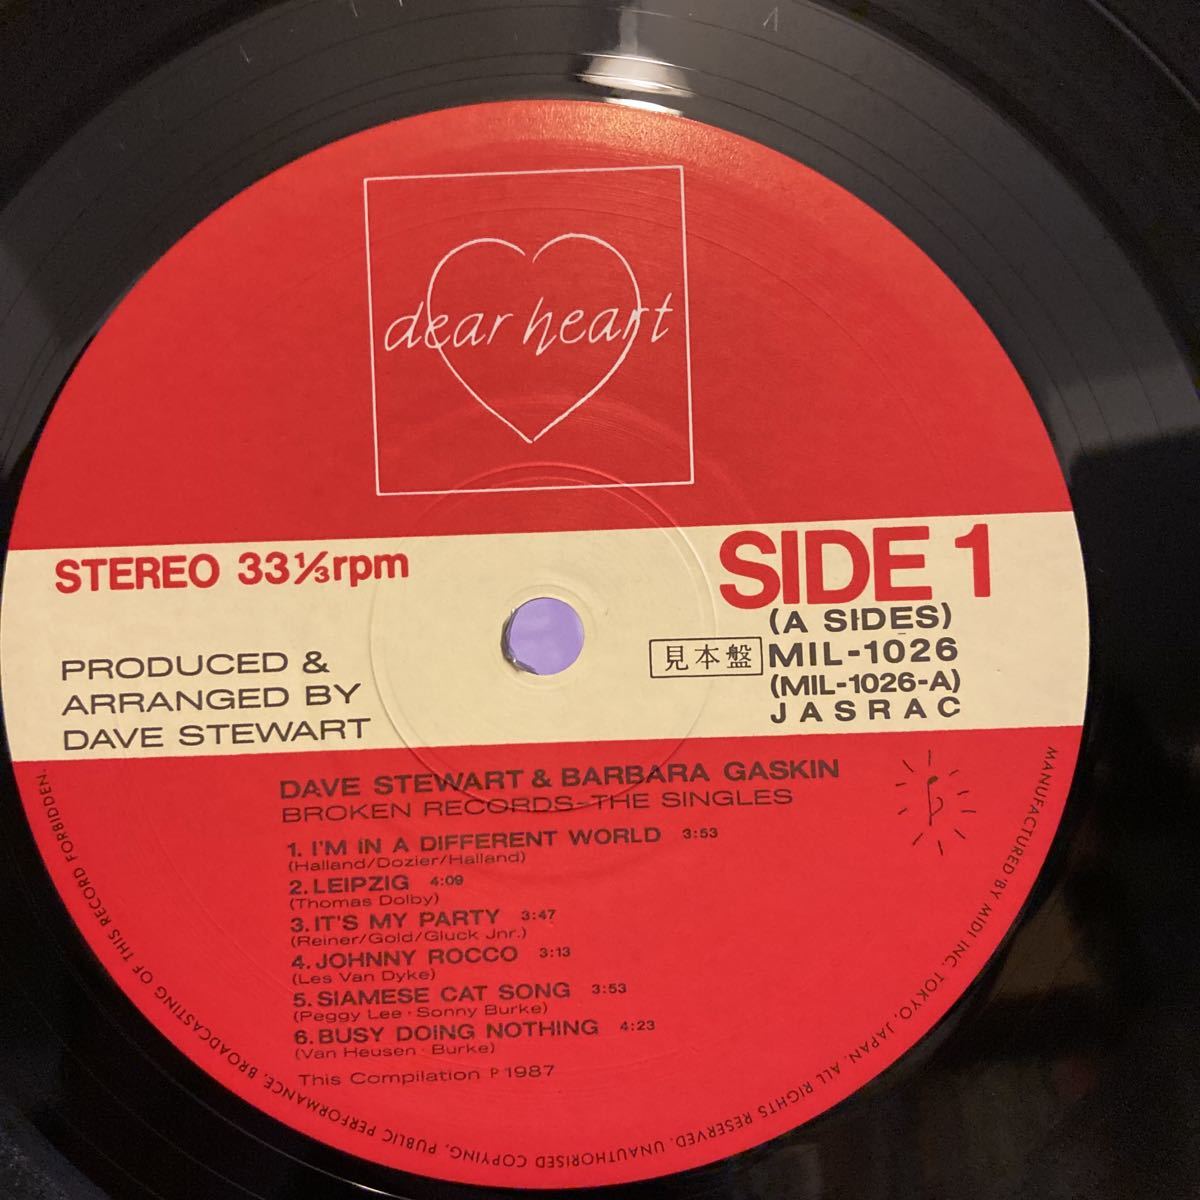 dear heart
STEREO 33⅓rpm
SIDE 1
(A SIDES)
見本盤 MIL-1026
(MIL-1026-A)
JASRAC
PRODUCED &
ARRANGED BY
DAVE STEWART
DAVE STEWART & BARBARA GASKIN
BROKEN RECORDS-THE SINGLES
1. I'M IN A DIFFERENT WORLD 3:53
(Halland/Dozier/Halland)
2. LEIPZIG 4:09
(Thomas Dolby)
3. IT'S MY PARTY 3:47
(Reiner/Gold/Gluck Jnr.)
4. JOHNNY ROCCO 3:13
(Les Van Dyke)
5. SIAMESE CAT SONG 3:53
(Peggy Lee · Sonny Burke)
6. BUSY DOING NOTHING 4:23
(Van Heusen · Burke)
This Compilation P 1987
MANUFACTURED BY MIDI INC. TOKYO, JAPAN. ALL RIGHTS RESERVED. UNAUTHORISED COPYING, PUBLIC PERFORMANCE, BROADCASTING OF THIS RECORD FORBIDDEN.